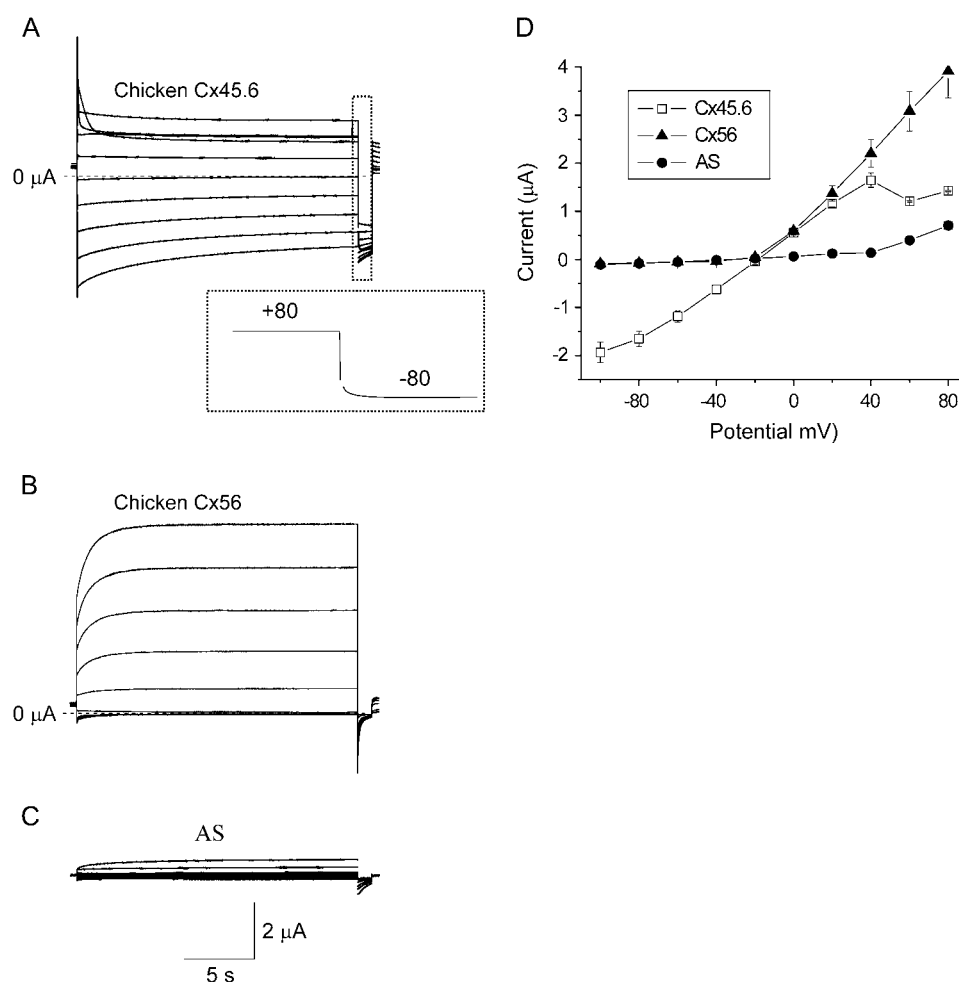 A
Chicken Cx45.6
0 μA
+80
-80
B
Chicken Cx56
0 μA
C
AS
2 μA
5 s
D
Cx45.6
Cx56
AS
Current (μA)
4
3
2
1
0
-1
-2
-80
-40
0
40
80
Potential mV)